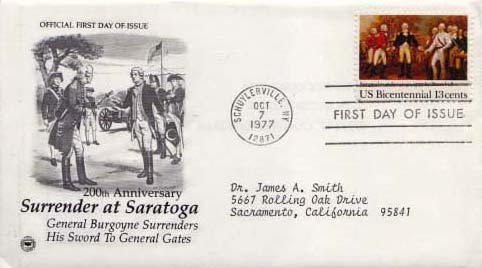 OFFICIAL FIRST DAY OF ISSUE
US Bicentennial 13 cents
SCHUYLERVILLE, NY
OCT
7
1977
12871
FIRST DAY OF ISSUE
200th Anniversary
Surrender at Saratoga
General Burgoyne Surrenders
His Sword To General Gates
Dr. James A. Smith
5667 Rolling Oak Drive
Sacramento, California 95841